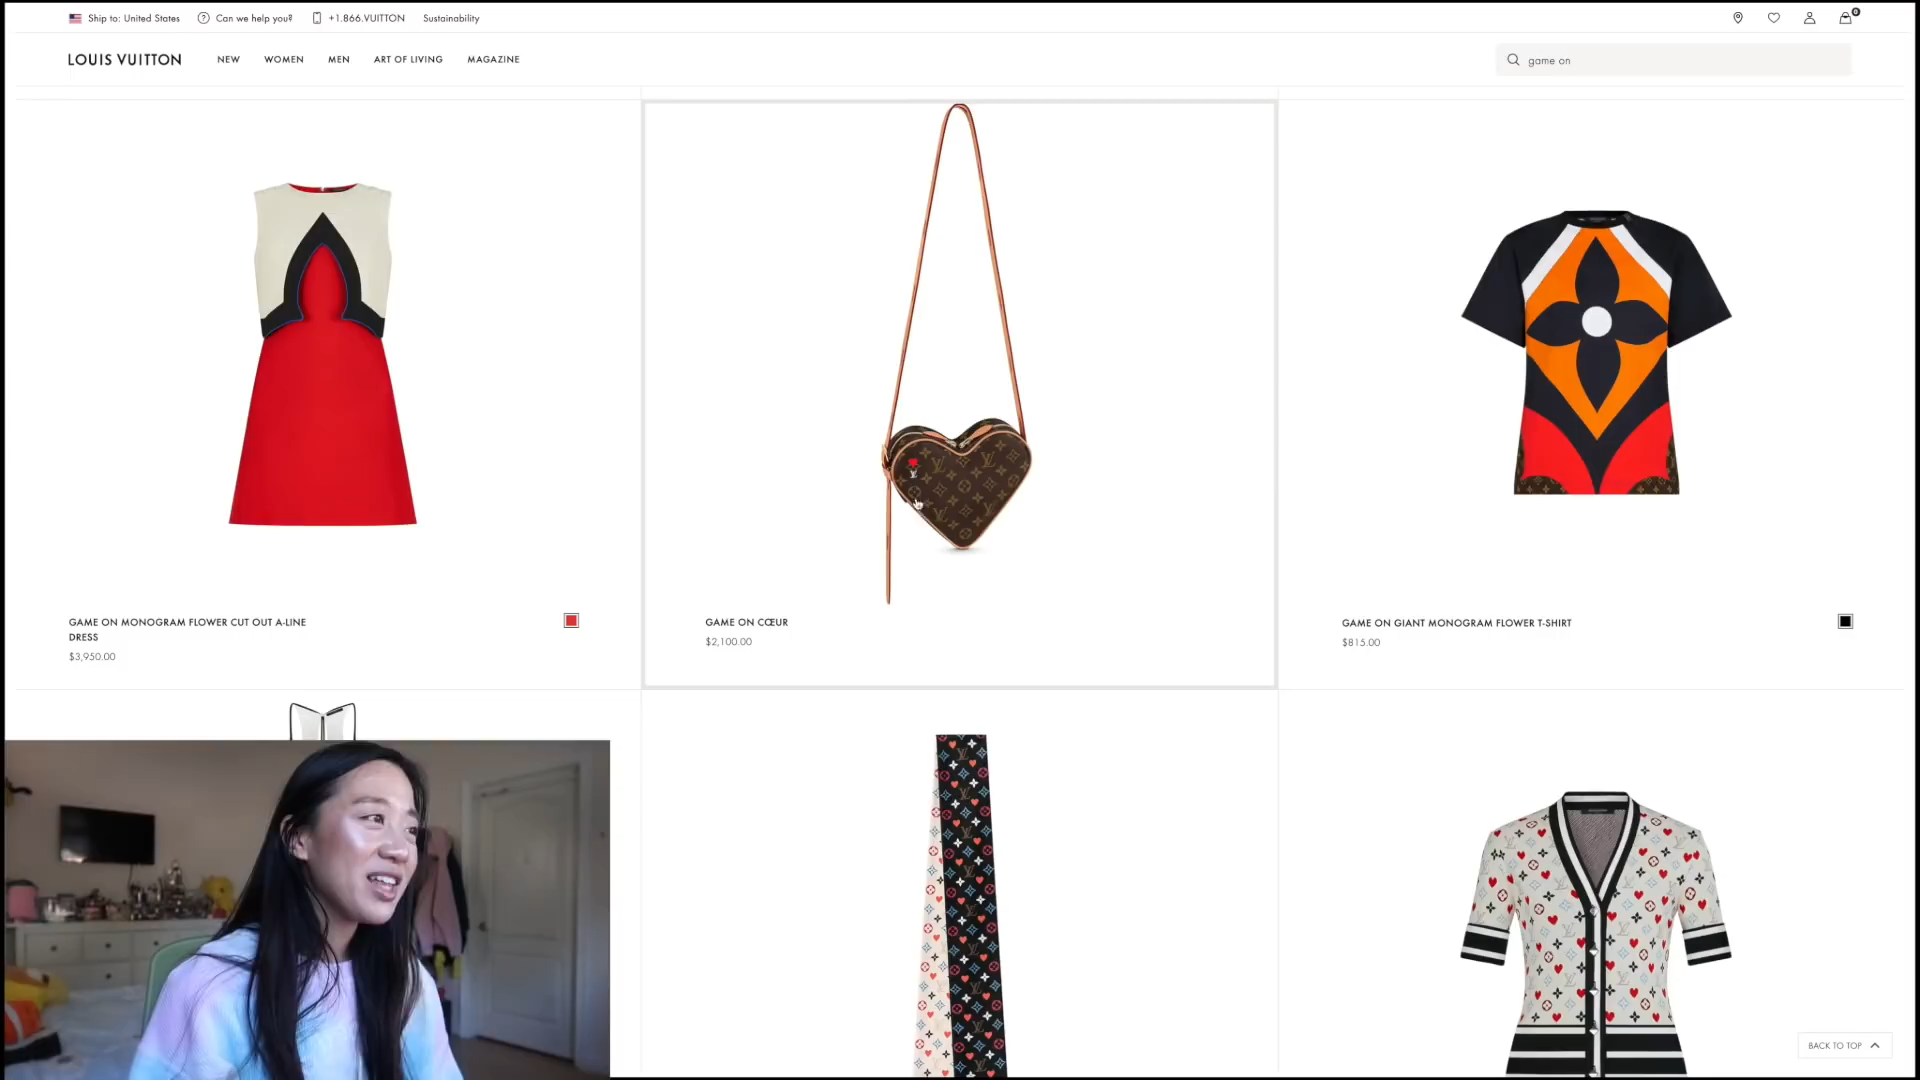 Ship to: United States
Can we help you?
+1.866.VUITTON
Sustainability
0
LOUIS VUITTON
NEW
WOMEN
MEN
ART OF LIVING
MAGAZINE
game on
GAME ON MONOGRAM FLOWER CUT OUT A-LINE
DRESS
$3,950.00
GAME ON CŒUR
$2,100.00
GAME ON GIANT MONOGRAM FLOWER T-SHIRT
$815.00
BACK TO TOP